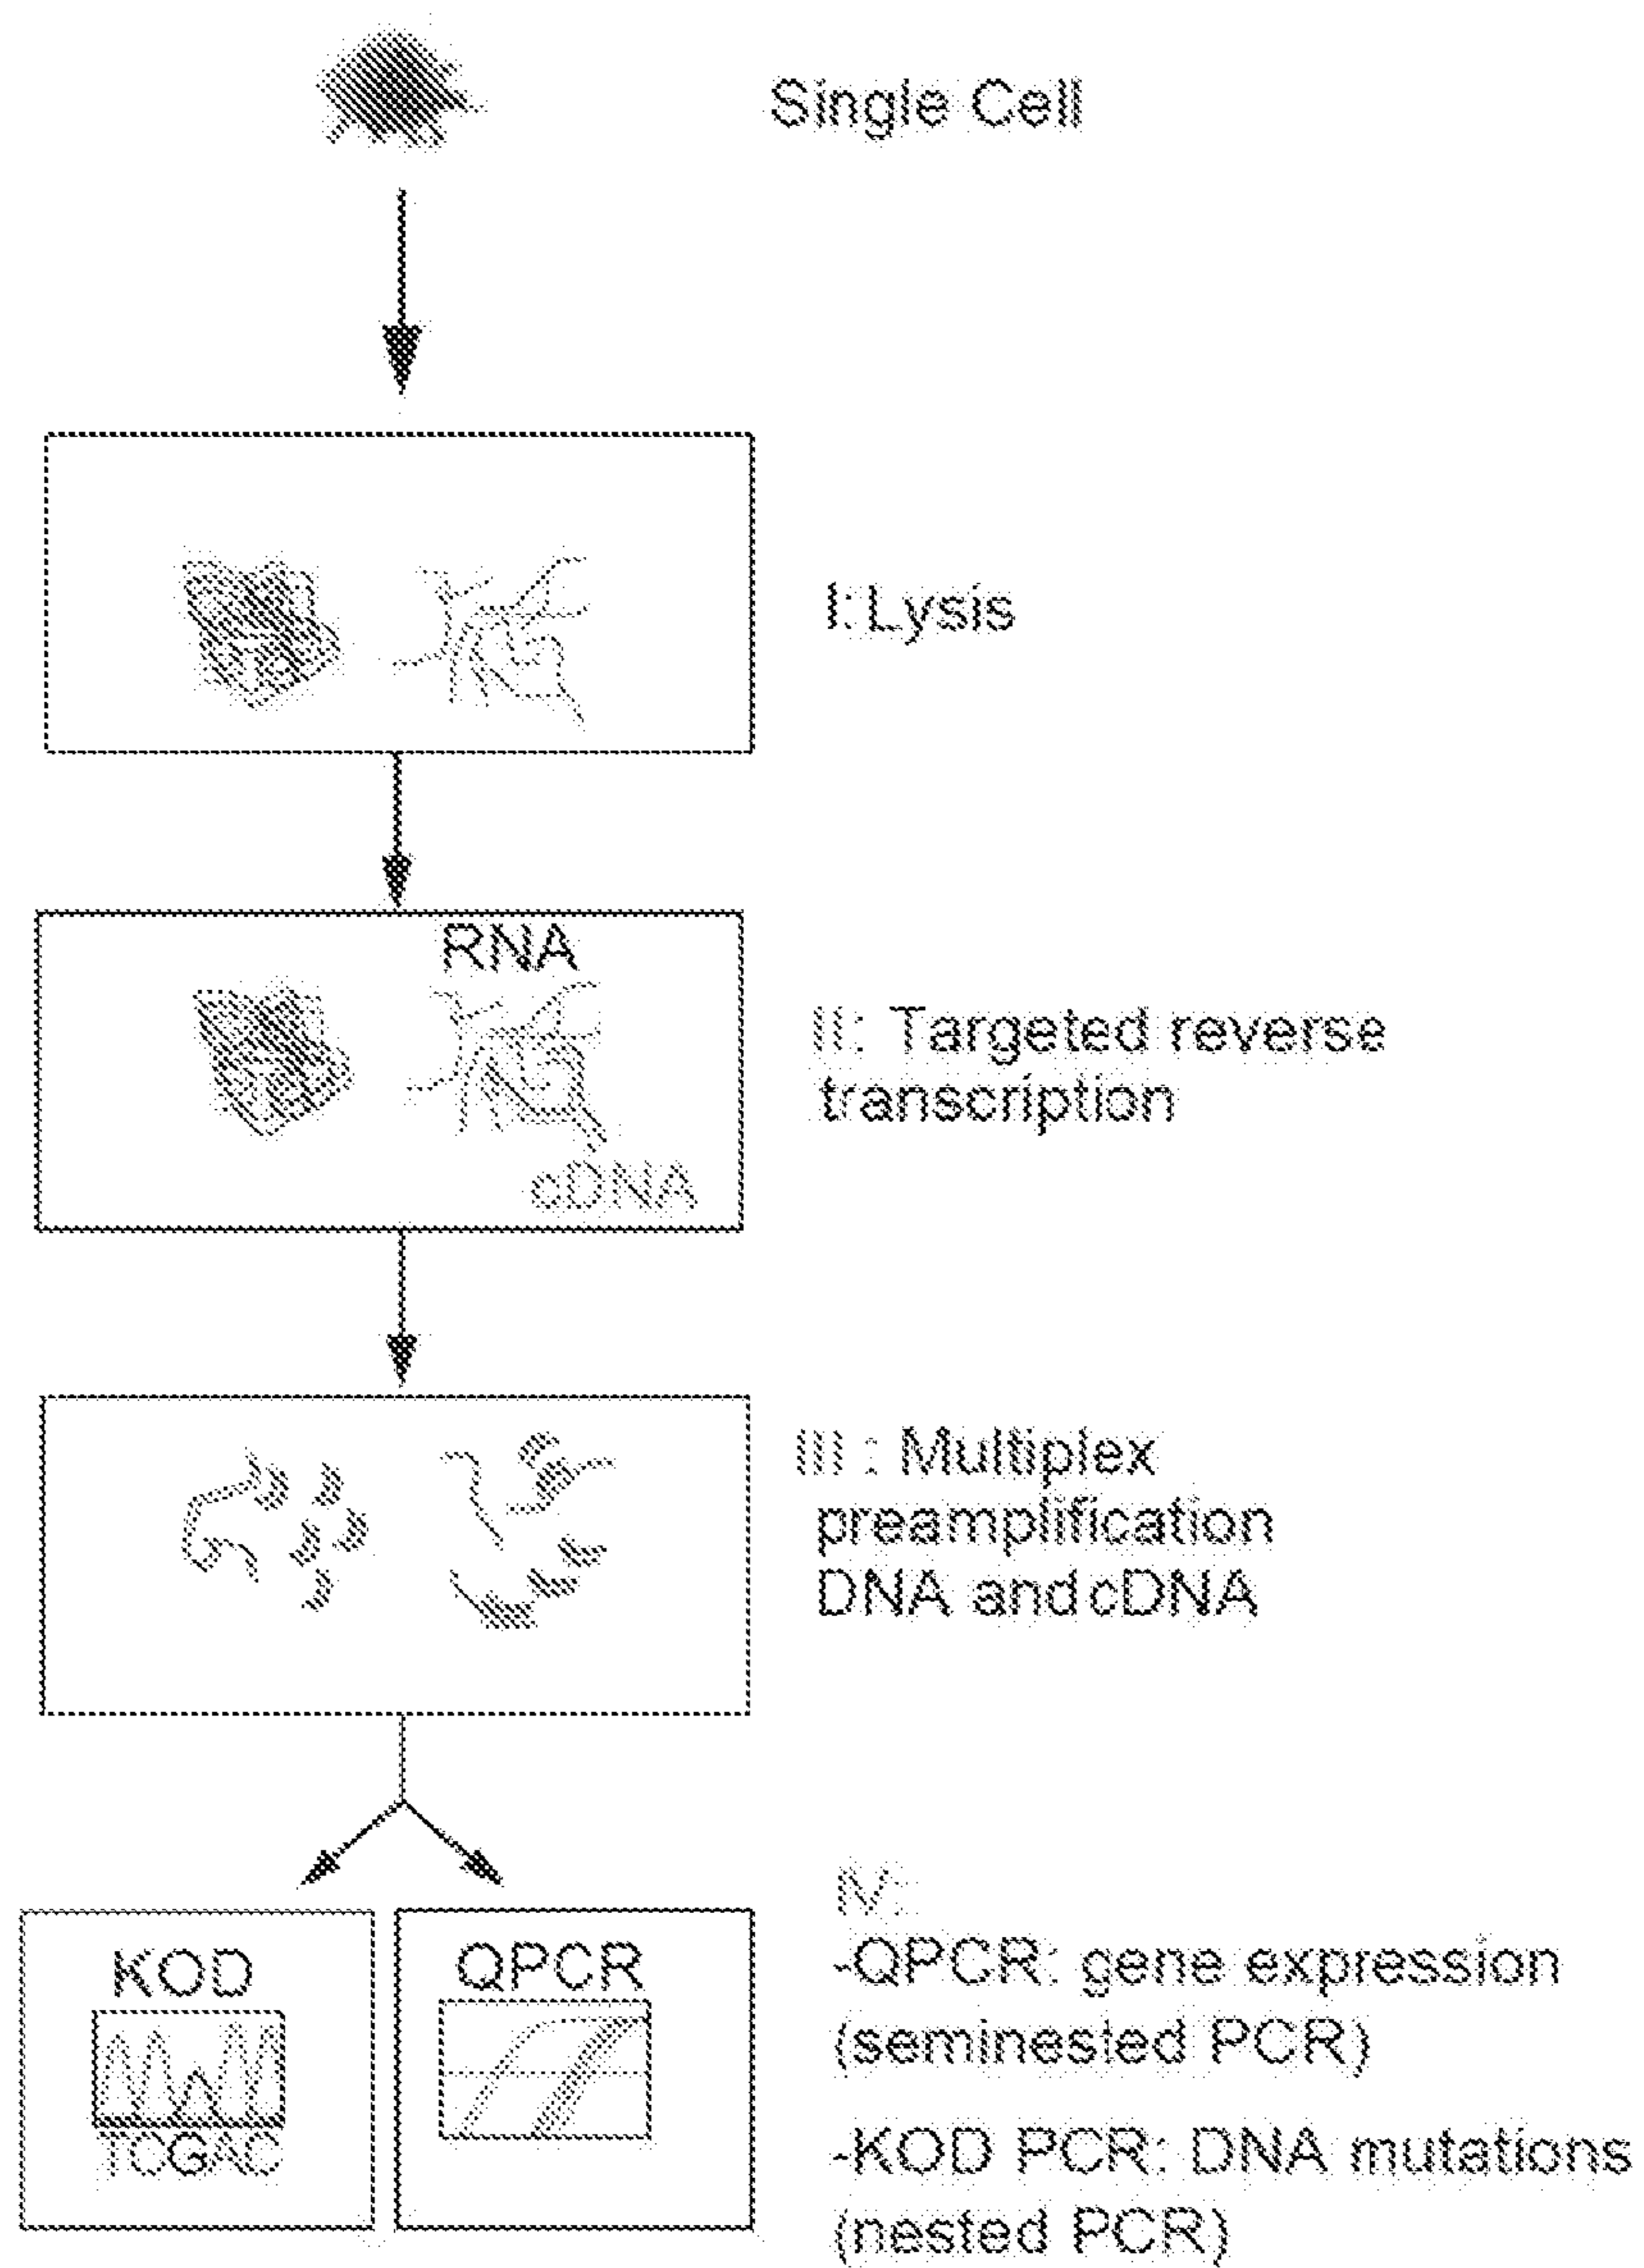 Single Cell
I: Lysis
RNA
II: Targeted reverse
transcription
cDNA
III : Multiplex
preamplification
DNA and cDNA
KOD
QPCR
TCGAC
IV:
-QPCR: gene expression
(seminested PCR)
-KOD PCR: DNA mutations
(nested PCR)